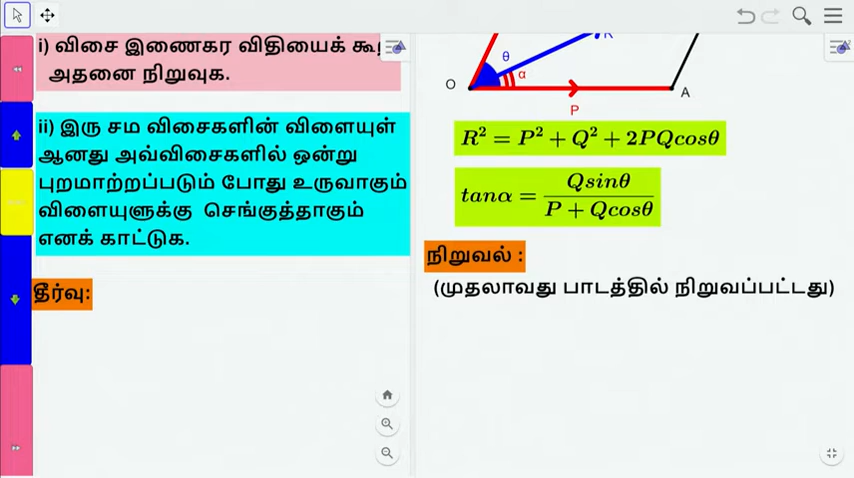 i) விசை இணைகர விதியைக்
அதனை நிறுவுக.
ii) இரு சம விசைகளின் விளையுள்
ஆனது அவ்விசைகளில் ஒன்று
புறமாற்றப்படும் போது உருவாகும்
விளையுளுக்கு செங்குத்தாகும்
எனக் காட்டுக.
தீர்வு:
θ
α
O
A
P
R² = P² + Q² + 2PQcosθ
tanα = Qsinθ / P + Qcosθ
நிறுவல் :
(முதலாவது பாடத்தில் நிறுவப்பட்டது)